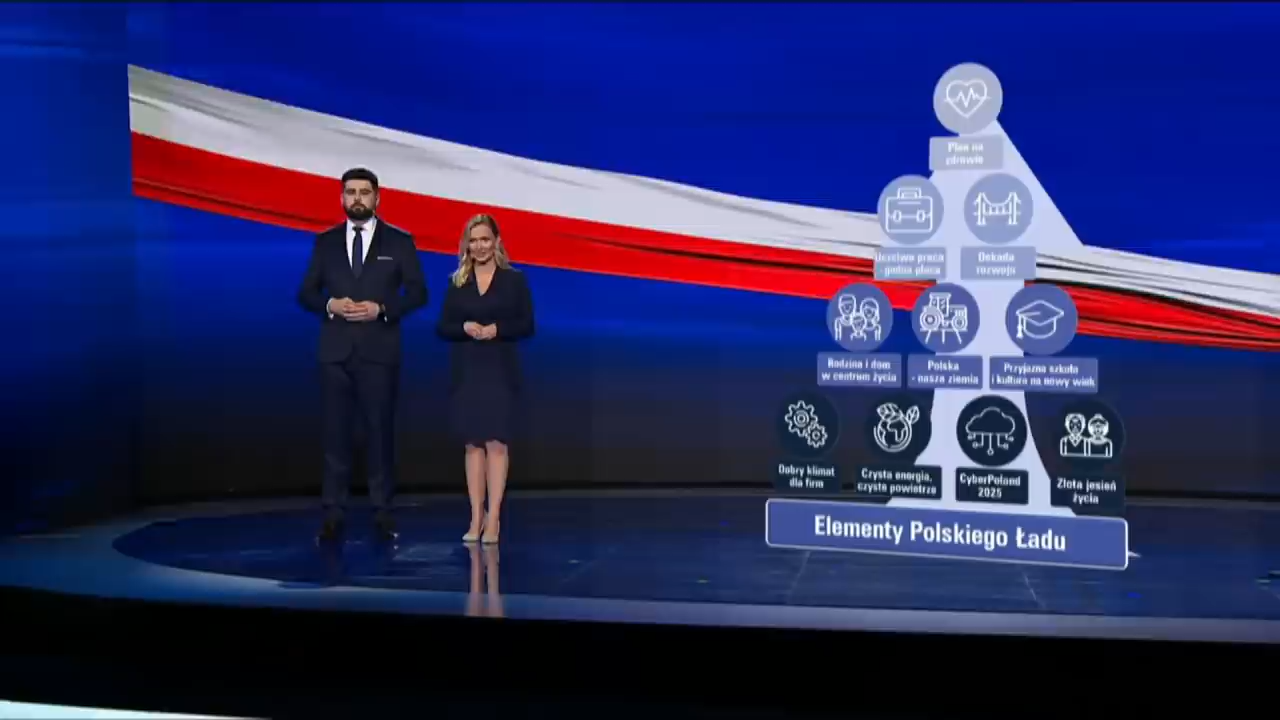 Plan na
zdrowie
Uczciwa praca
- godna płaca
Dekada
rozwoju
Rodzina i dom
w centrum życia
Polska
- nasza ziemia
Przyjazna szkoła
i kultura na nowy wiek
Dobry klimat
dla firm
Czysta energia,
czyste powietrze
CyberPoland
2025
Złota jesień
życia
Elementy Polskiego Ładu